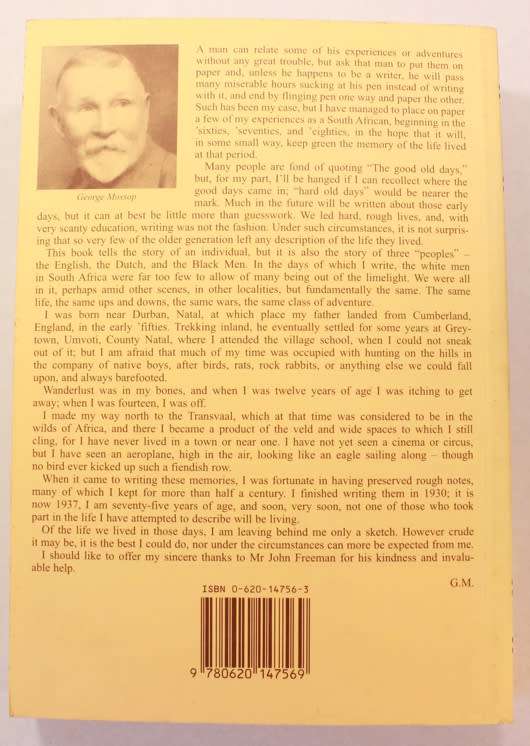 A man can relate some of his experiences or adventures
without any great trouble, but ask that man to put them on
paper and, unless he happens to be a writer, he will pass
many miserable hours sucking at his pen instead of writing
with it, and end by flinging pen one way and paper the other.
Such has been my case, but I have managed to place on paper
a few of my experiences as a South African, beginning in the
'sixties, 'seventies, and 'eighties, in the hope that it will,
in some small way, keep green the memory of the life lived
at that period.
Many people are fond of quoting "The good old days,"
but, for my part, I'll be hanged if I can recollect where the
good days came in; "hard old days" would be nearer the
George Mossop
mark. Much in the future will be written about those early
days, but it can at best be little more than guesswork. We led hard, rough lives, and, with
very scanty education, writing was not the fashion. Under such circumstances, it is not surpris-
ing that so very few of the older generation left any description of the life they lived.
This book tells the story of an individual, but it is also the story of three "peoples" –
the English, the Dutch, and the Black Men. In the days of which I write, the white men
in South Africa were far too few to allow of many being out of the limelight. We were all
in it, perhaps amid other scenes, in other localities, but fundamentally the same. The same
life, the same ups and downs, the same wars, the same class of adventure.
I was born near Durban, Natal, at which place my father landed from Cumberland,
England, in the early 'fifties. Trekking inland, he eventually settled for some years at Grey-
town, Umvoti, County Natal, where I attended the village school, when I could not sneak
out of it; but I am afraid that much of my time was occupied with hunting on the hills in
the company of native boys, after birds, rats, rock rabbits, or anything else we could fall
upon, and always barefooted.
Wanderlust was in my bones, and when I was twelve years of age I was itching to get
away; when I was fourteen, I was off.
I made my way north to the Transvaal, which at that time was considered to be in the
wilds of Africa, and there I became a product of the veld and wide spaces to which I still
cling, for I have never lived in a town or near one. I have not yet seen a cinema or circus,
but I have seen an aeroplane, high in the air, looking like an eagle sailing along – though
no bird ever kicked up such a fiendish row.
When it came to writing these memories, I was fortunate in having preserved rough notes,
many of which I kept for more than half a century. I finished writing them in 1930; it is
now 1937, I am seventy-five years of age, and soon, very soon, not one of those who took
part in the life I have attempted to describe will be living.
Of the life we lived in those days, I am leaving behind me only a sketch. However crude
it may be, it is the best I could do, nor under the circumstances can more be expected from me.
I should like to offer my sincere thanks to Mr John Freeman for his kindness and invalu-
able help.
G.M.
ISBN 0-620-14756-3
9 780620 147569